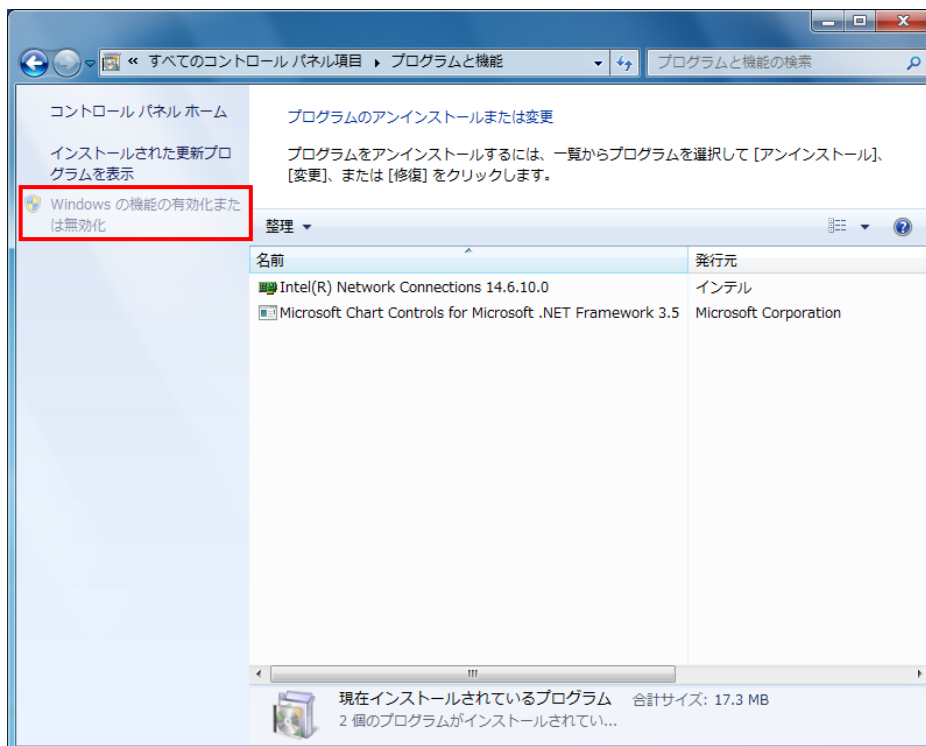 « すべてのコントロール パネル項目 ▸ プログラムと機能
プログラムと機能の検索
コントロール パネル ホーム
インストールされた更新プロ
グラムを表示
Windows の機能の有効化また
は無効化
プログラムのアンインストールまたは変更
プログラムをアンインストールするには、一覧からプログラムを選択して [アンインストール]、
[変更]、または [修復] をクリックします。
整理
名前 発行元
Intel(R) Network Connections 14.6.10.0 インテル
Microsoft Chart Controls for Microsoft .NET Framework 3.5 Microsoft Corporation
現在インストールされているプログラム 合計サイズ: 17.3 MB
2 個のプログラムがインストールされてい...